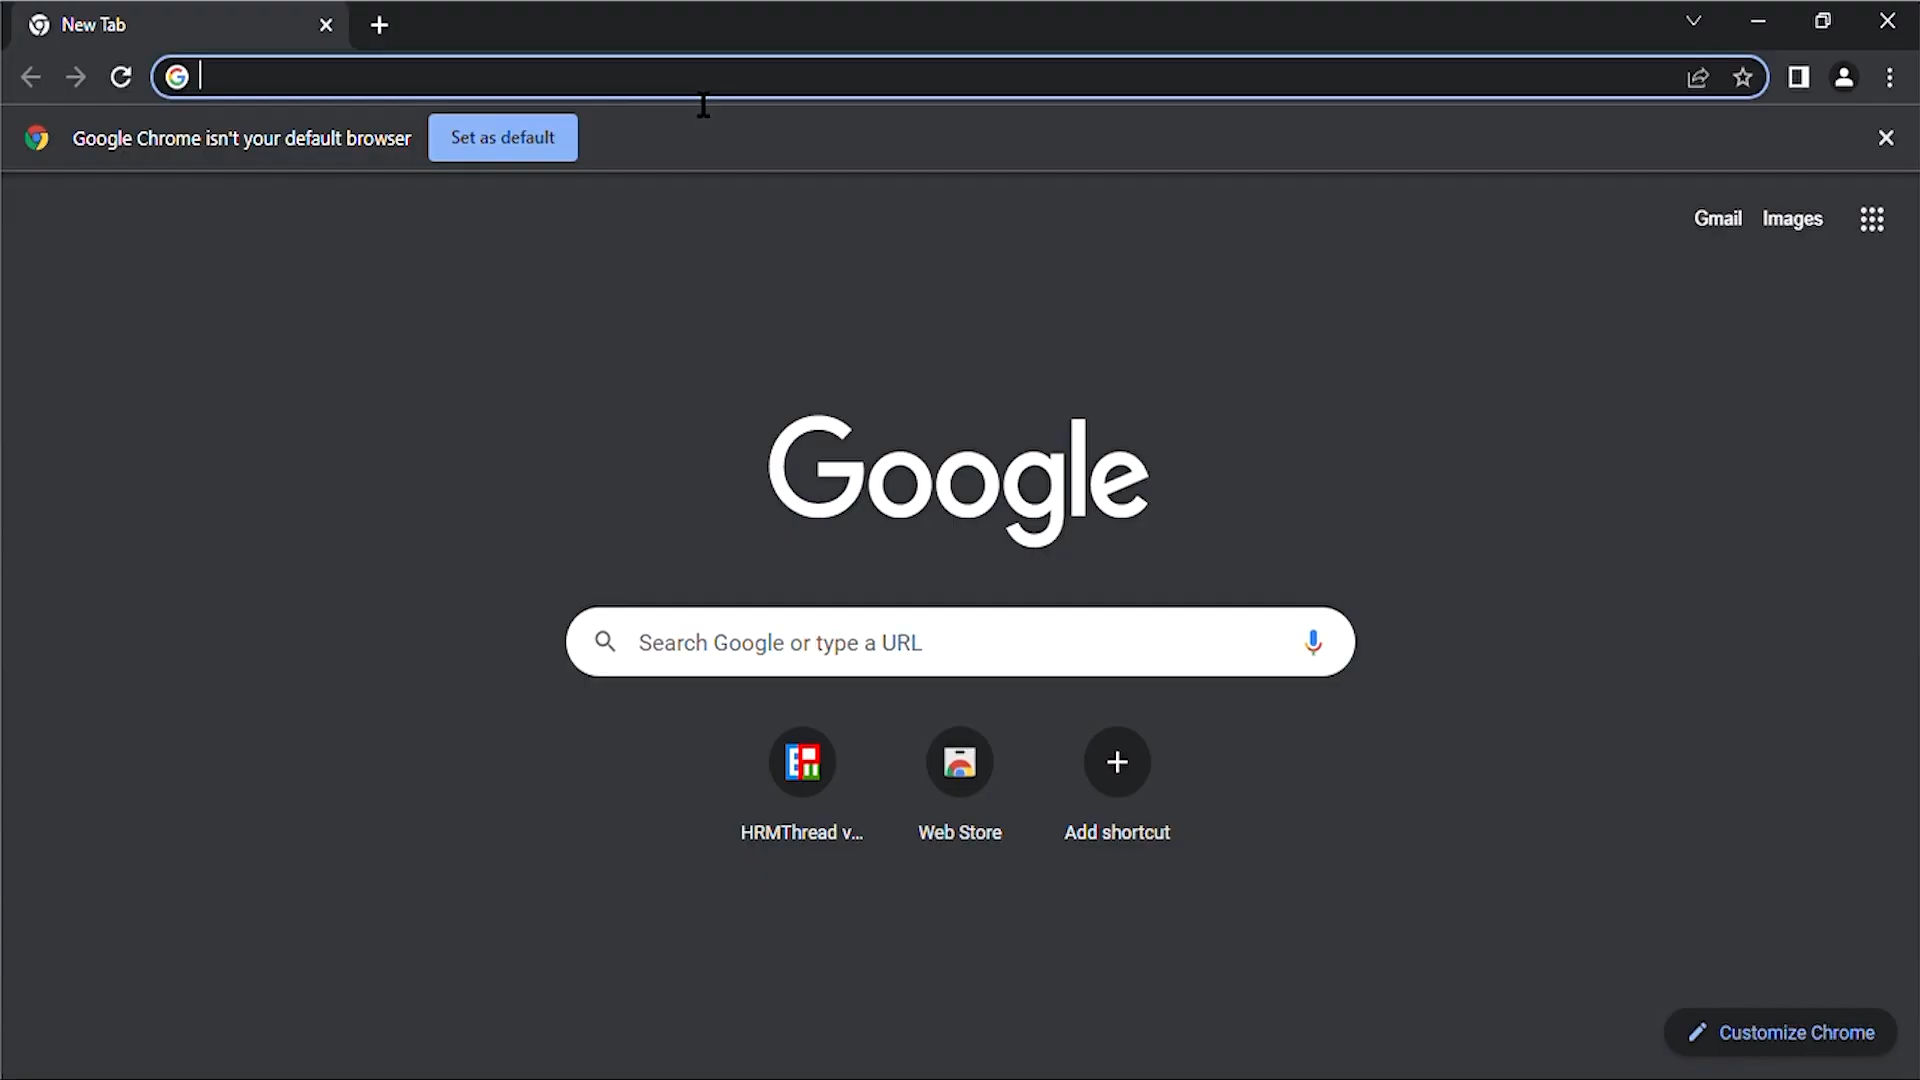 New Tab
Google Chrome isn't your default browser
Set as default
Gmail
Images
Google
Search Google or type a URL
HRMThread v...
Web Store
Add shortcut
Customize Chrome